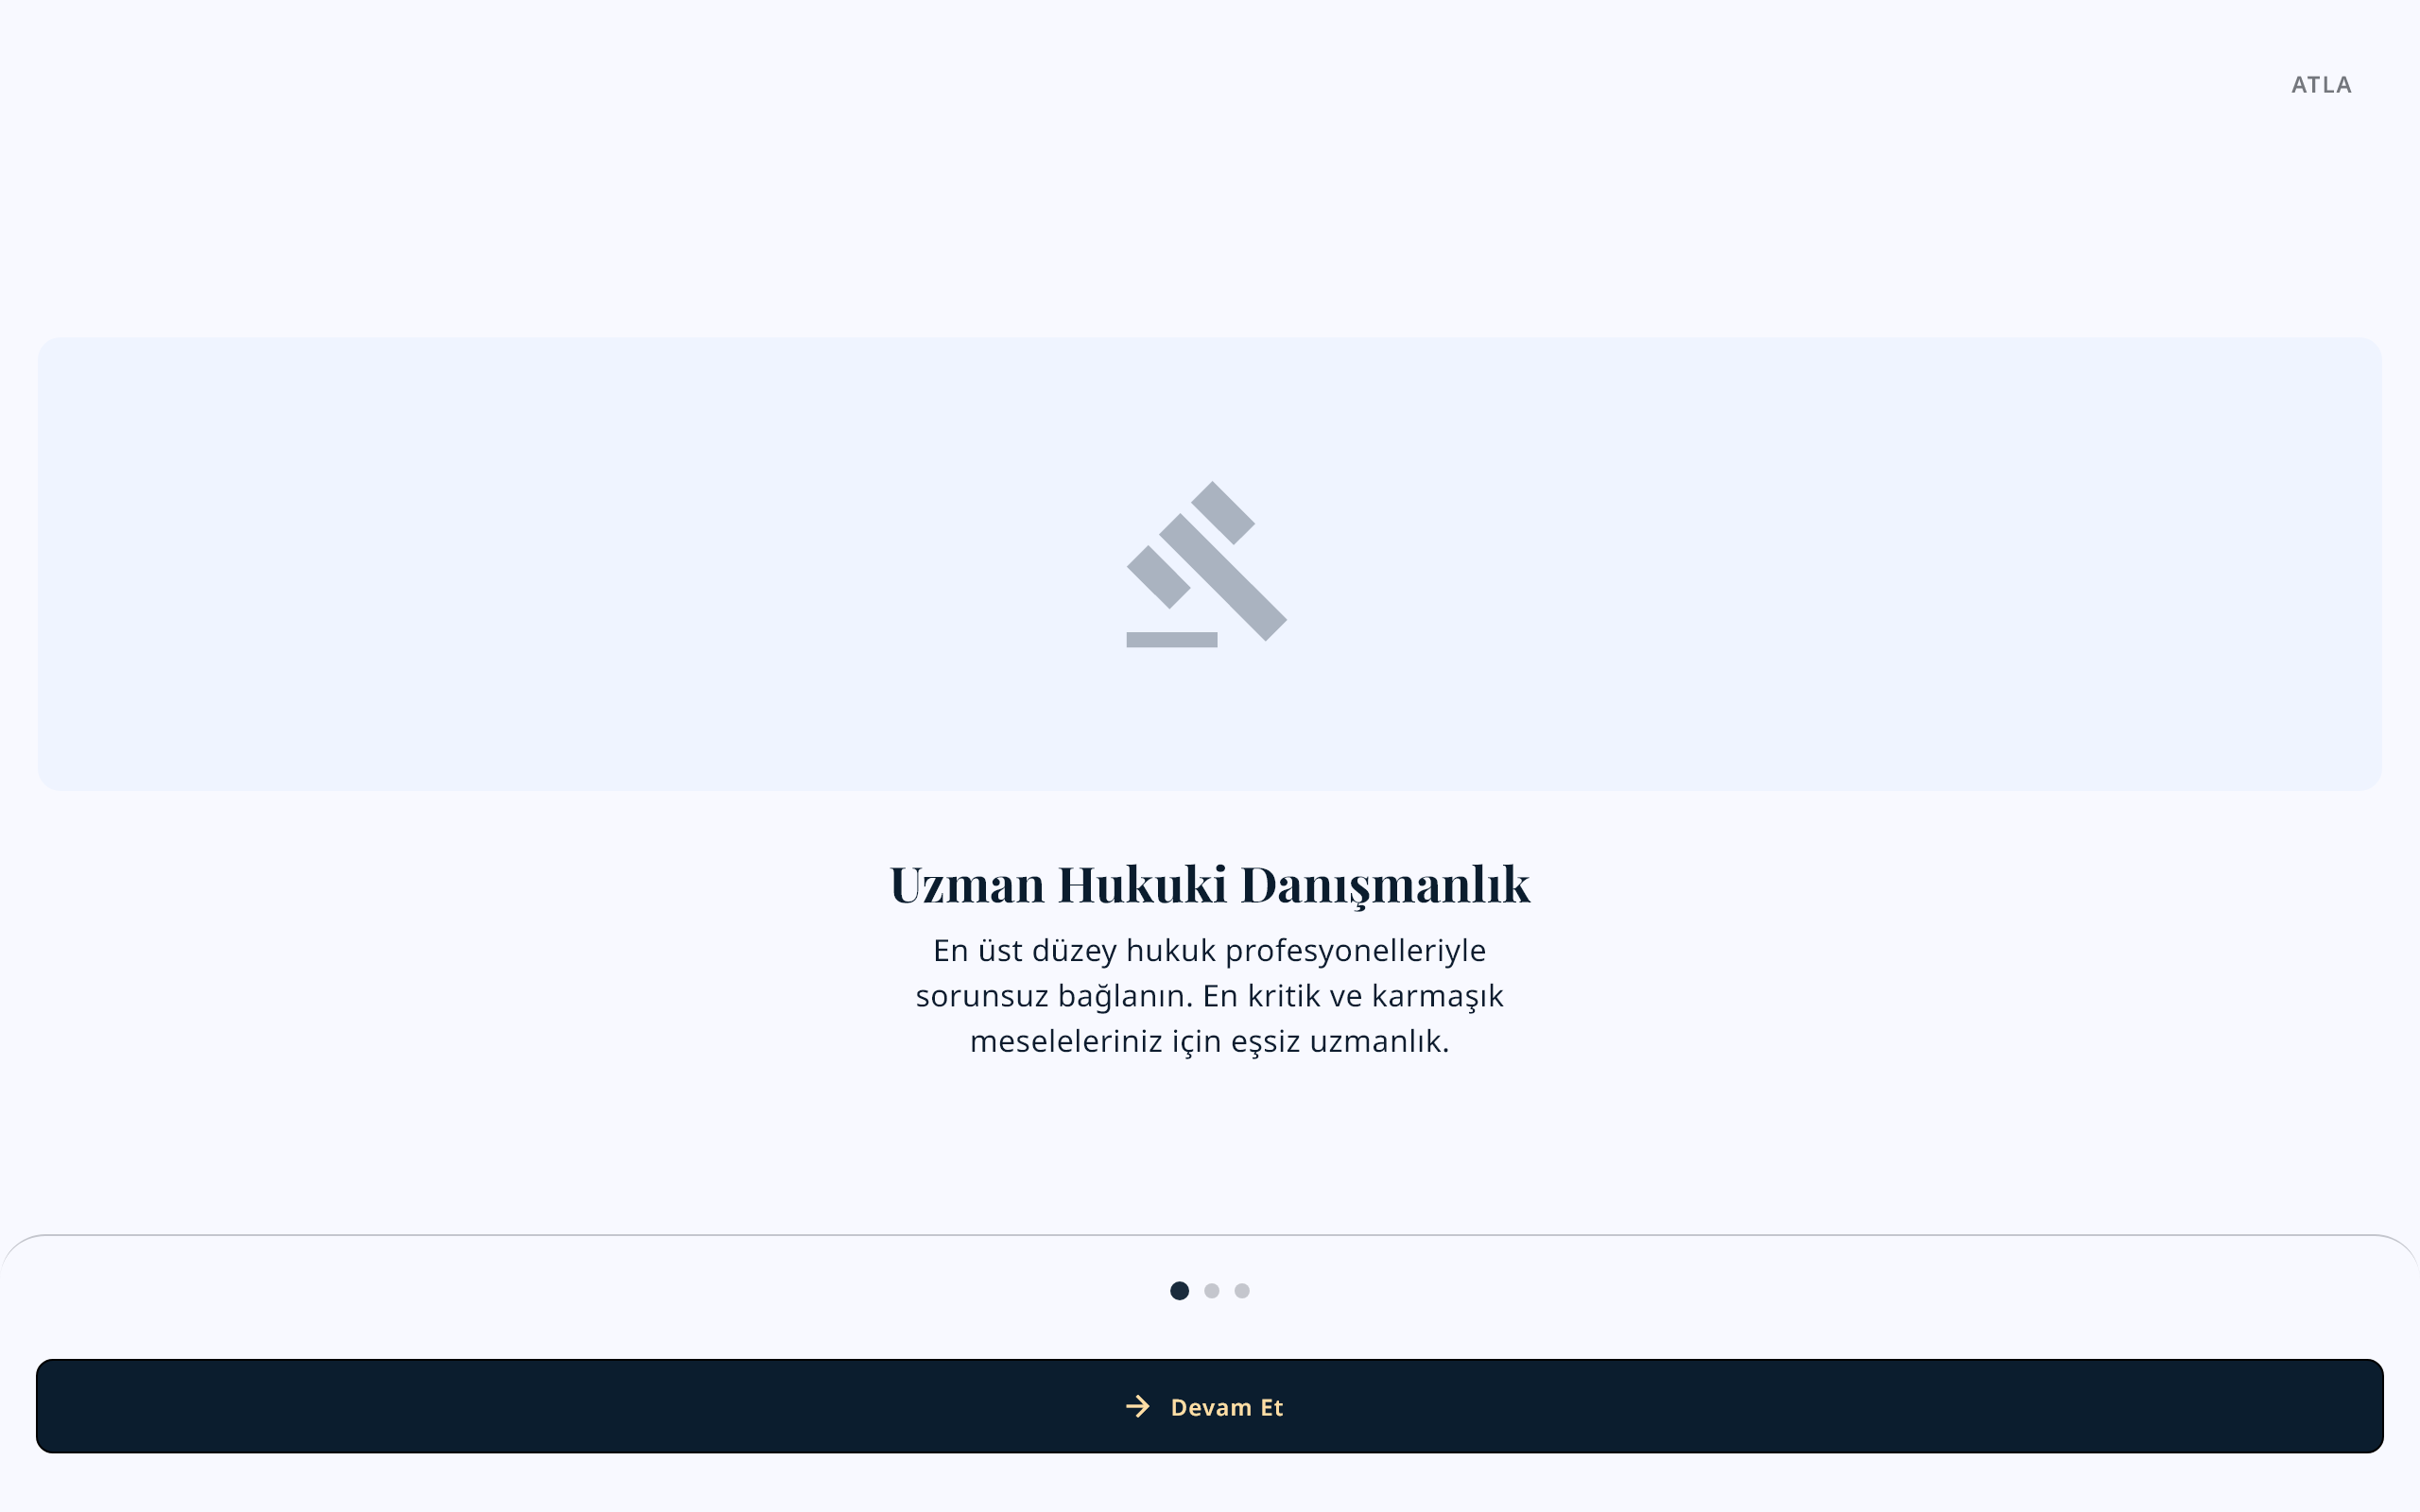 ATLA
Uzman Hukuki Danışmanlık
En üst düzey hukuk profesyonelleriyle
sorunsuz bağlanın. En kritik ve karmaşık
meseleleriniz için eşsiz uzmanlık.
Devam Et